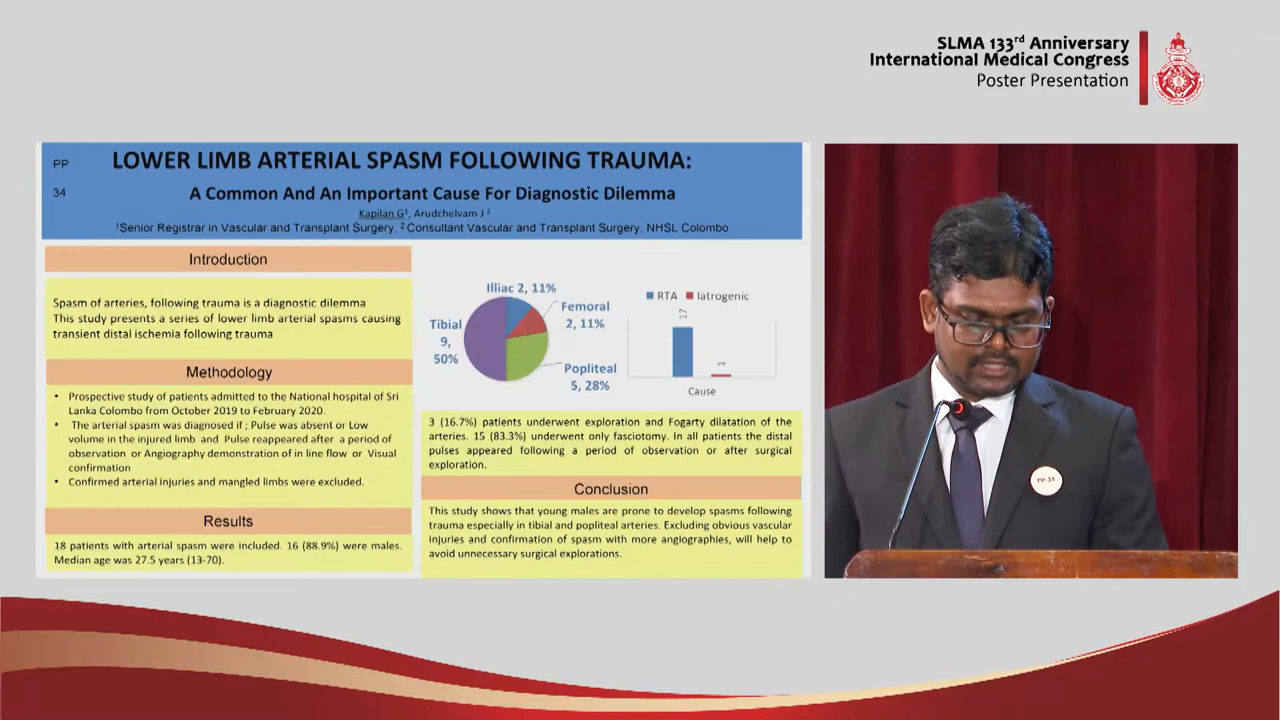 SLMA 133rd Anniversary
International Medical Congress
Poster Presentation
PP
34
LOWER LIMB ARTERIAL SPASM FOLLOWING TRAUMA:
A Common And An Important Cause For Diagnostic Dilemma
Kapilan G1, Arudchelvam J 2
1Senior Registrar in Vascular and Transplant Surgery, 2 Consultant Vascular and Transplant Surgery, NHSL Colombo
Introduction
Spasm of arteries, following trauma is a diagnostic dilemma
This study presents a series of lower limb arterial spasms causing
transient distal ischemia following trauma
Methodology
• Prospective study of patients admitted to the National hospital of Sri
Lanka Colombo from October 2019 to February 2020.
• The arterial spasm was diagnosed if ; Pulse was absent or Low
volume in the injured limb and Pulse reappeared after a period of
observation or Angiography demonstration of in line flow or Visual
confirmation
• Confirmed arterial injuries and mangled limbs were excluded.
Results
18 patients with arterial spasm were included. 16 (88.9%) were males.
Median age was 27.5 years (13-70).
Illiac 2, 11%
Femoral
2, 11%
Tibial
9,
50%
Popliteal
5, 28%
RTA Iatrogenic
17
1
Cause
3 (16.7%) patients underwent exploration and Fogarty dilatation of the
arteries. 15 (83.3%) underwent only fasciotomy. In all patients the distal
pulses appeared following a period of observation or after surgical
exploration.
Conclusion
This study shows that young males are prone to develop spasms following
trauma especially in tibial and popliteal arteries. Excluding obvious vascular
injuries and confirmation of spasm with more angiographies, will help to
avoid unnecessary surgical explorations.
PP-34